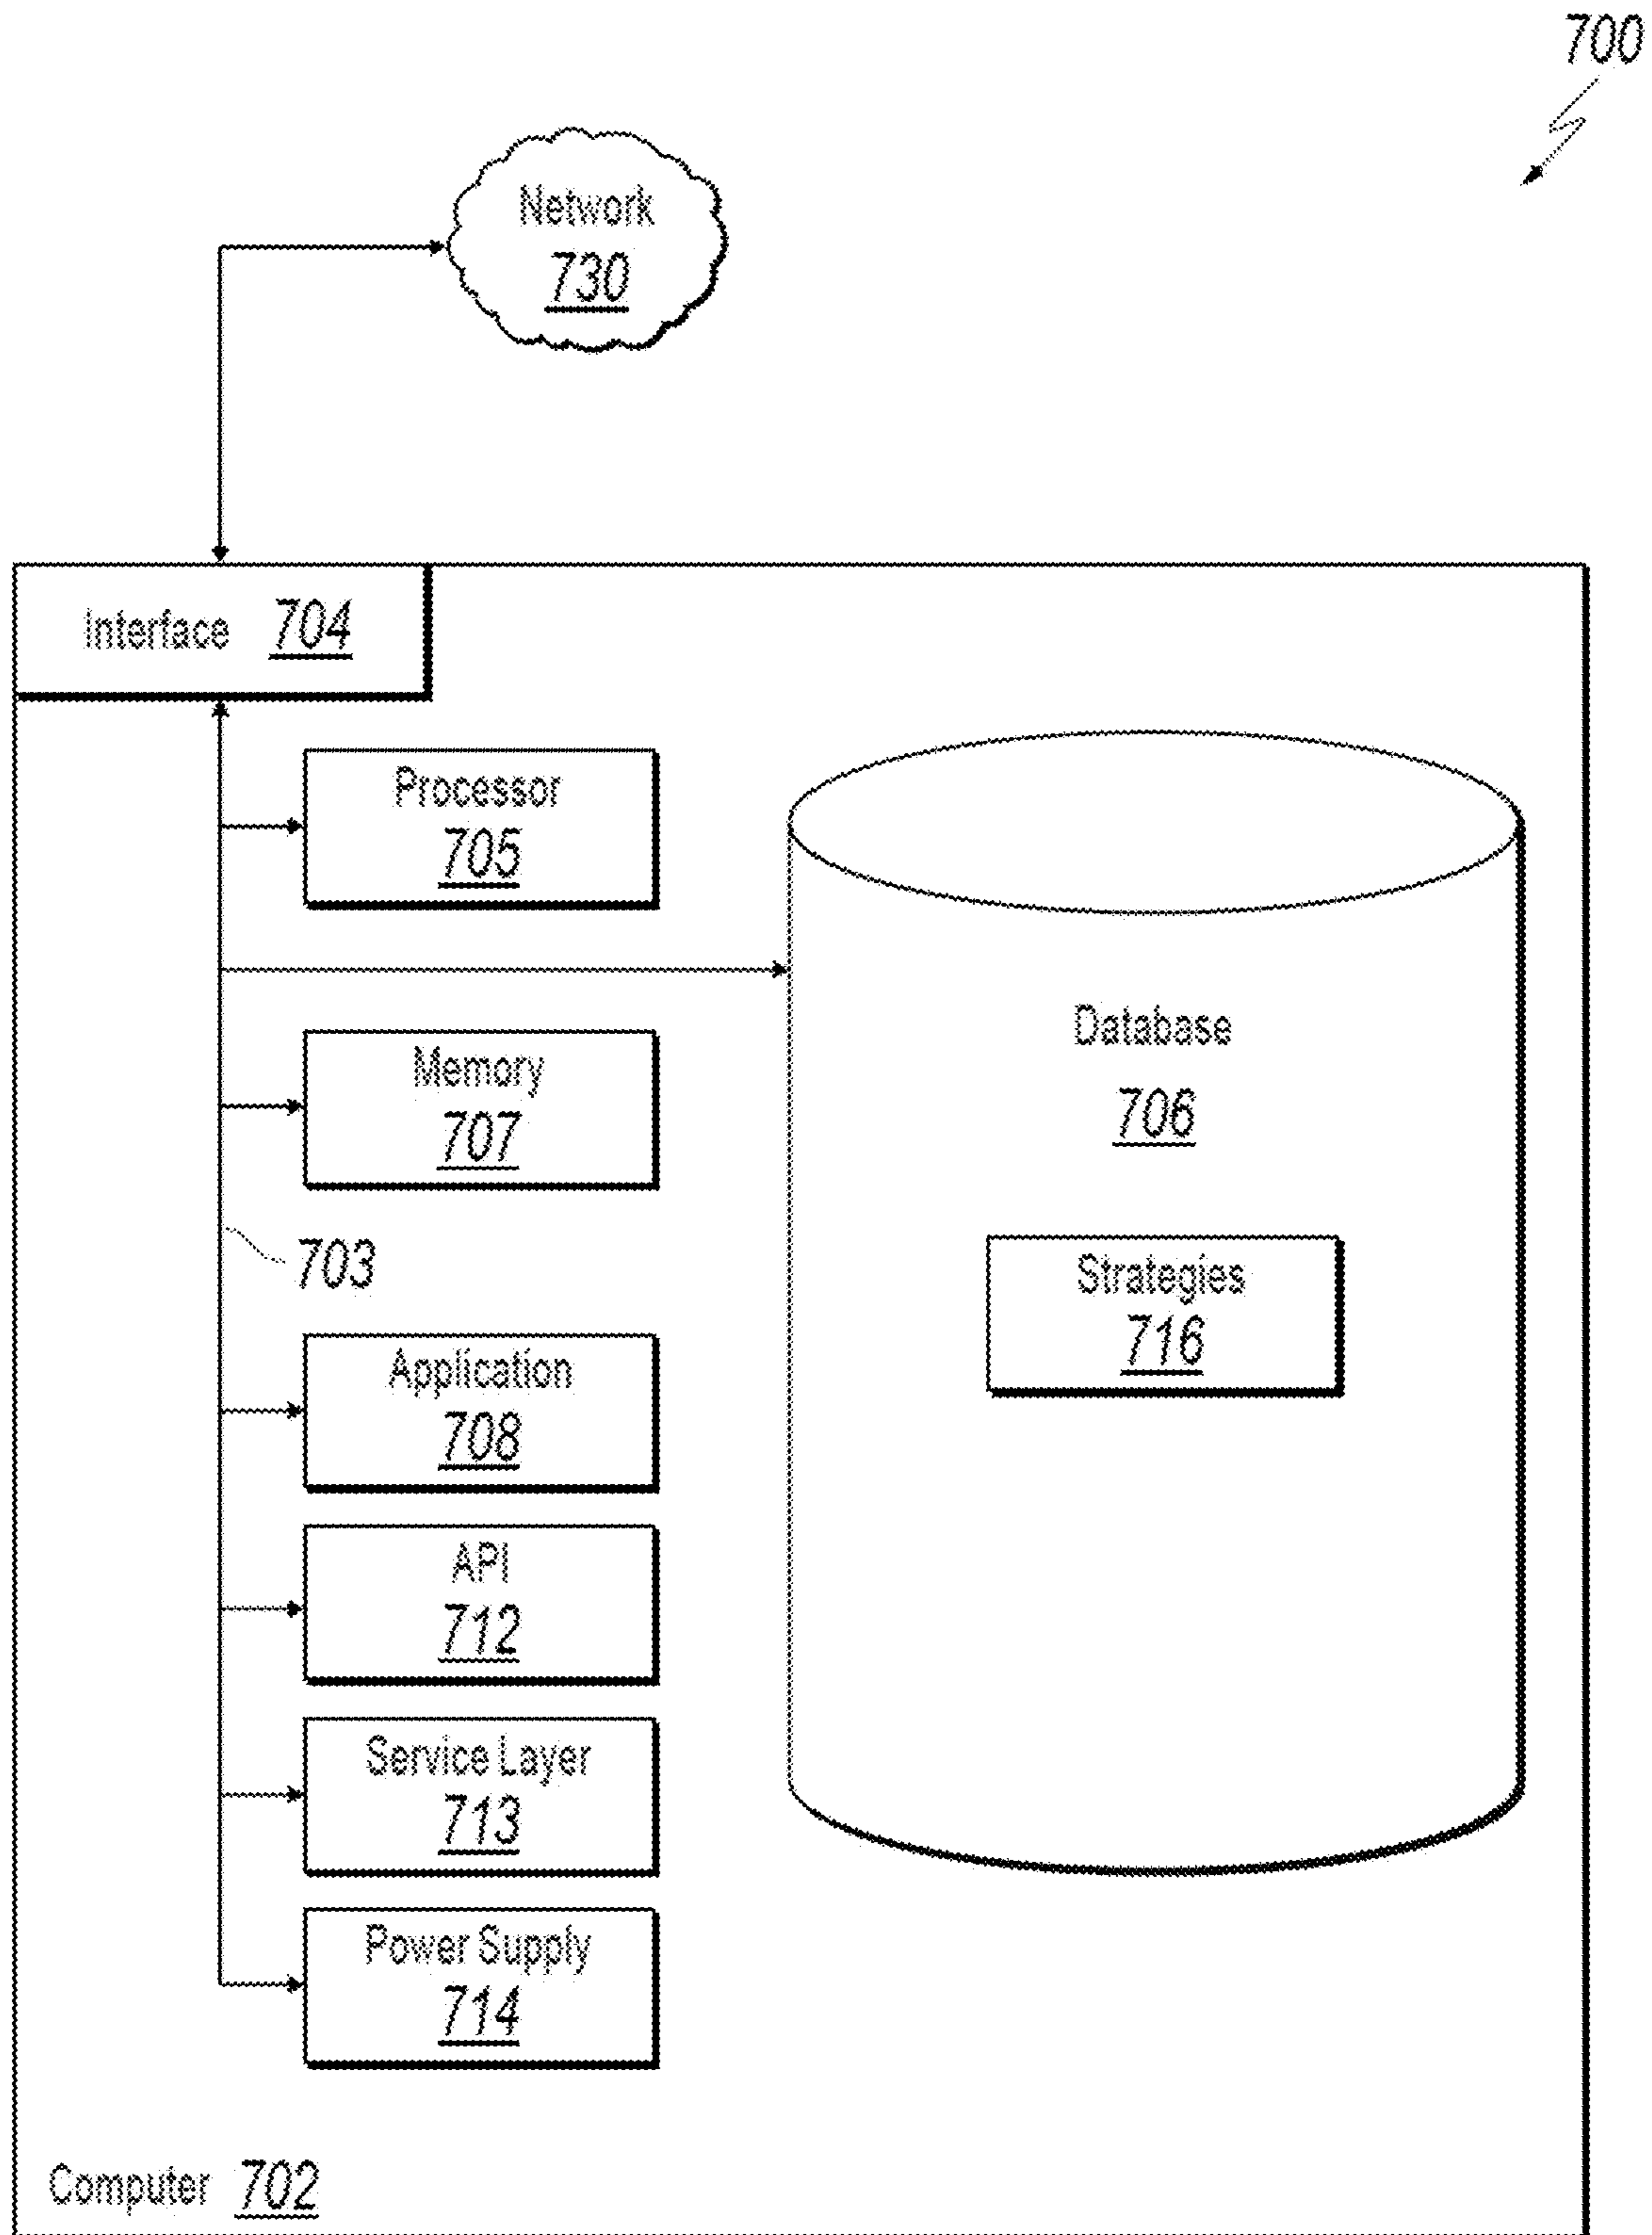 700
Network
730
Interface 704
Processor
705
Database
706
Memory
707
703
Strategies
716
Application
708
API
712
Service Layer
713
Power Supply
714
Computer 702